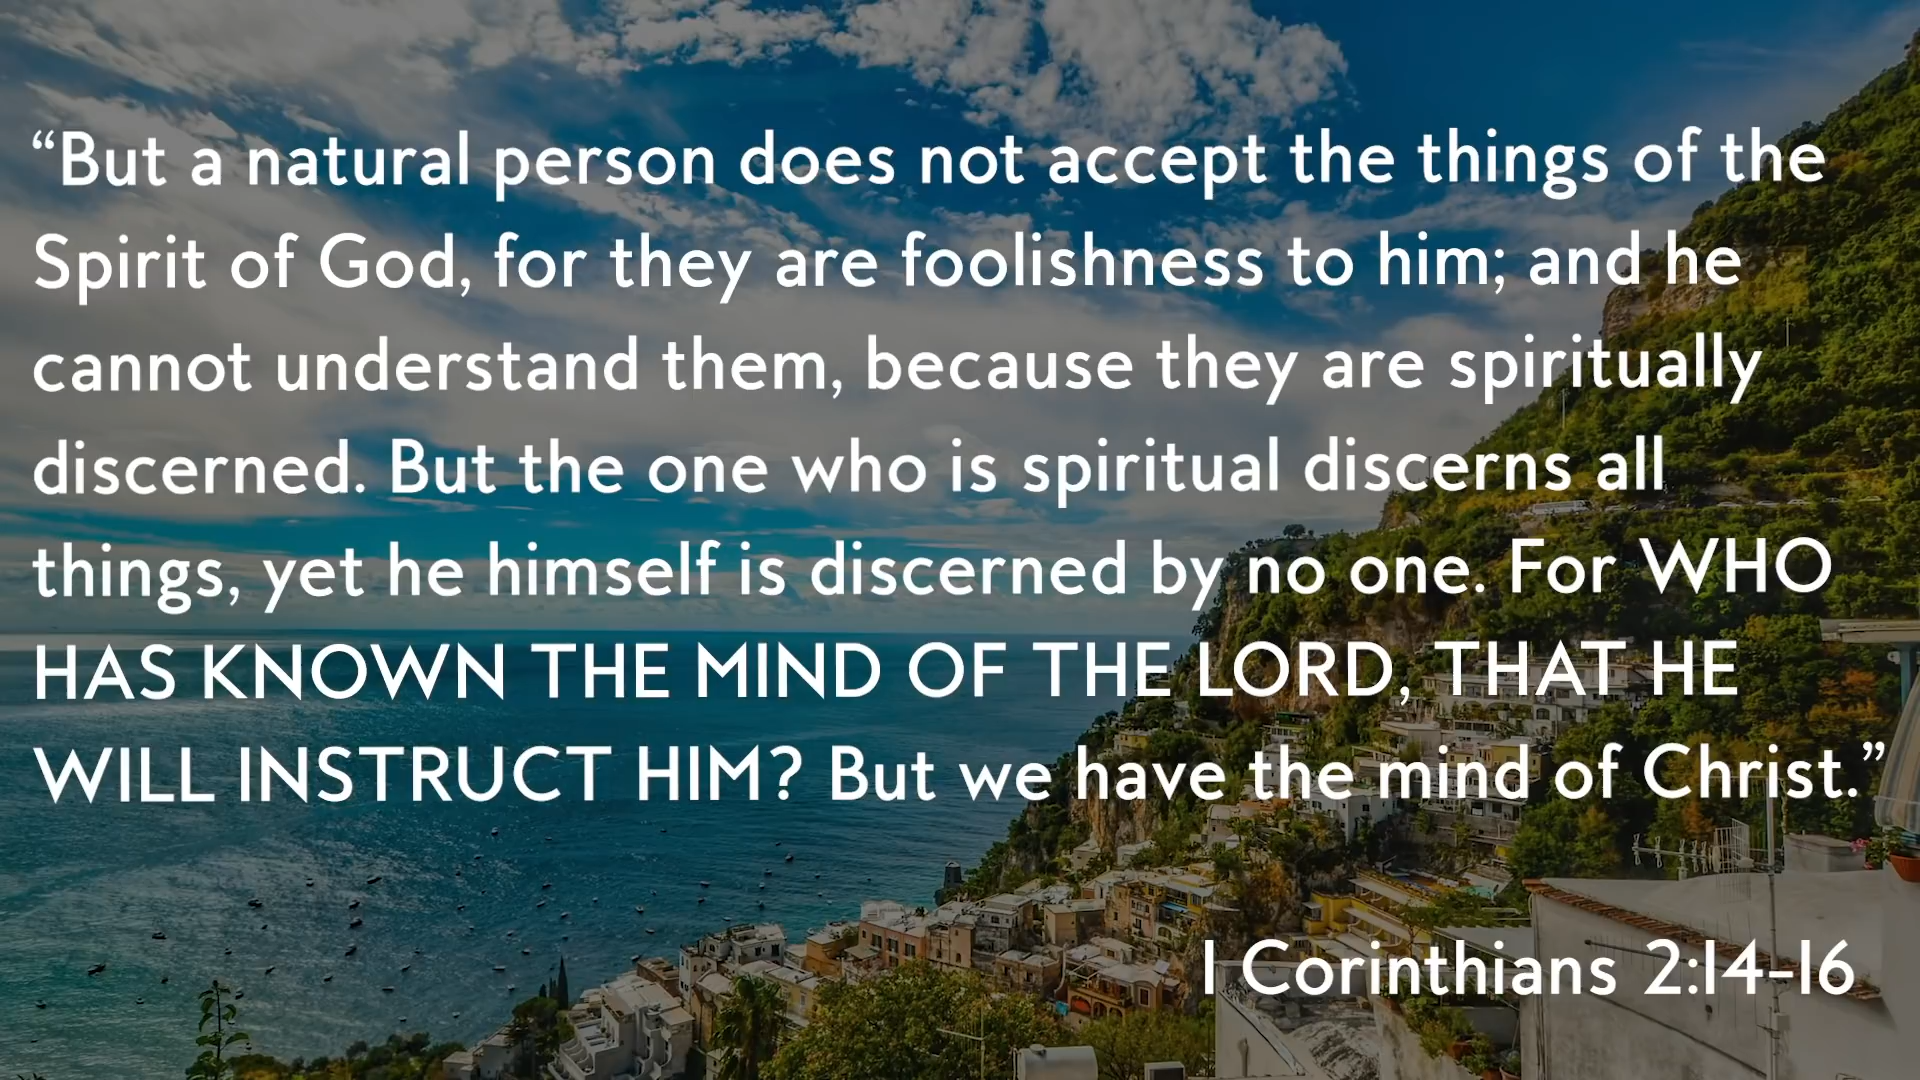 “But a natural person does not accept the things of the
Spirit of God, for they are foolishness to him; and he
cannot understand them, because they are spiritually
discerned. But the one who is spiritual discerns all
things, yet he himself is discerned by no one. For WHO
HAS KNOWN THE MIND OF THE LORD, THAT HE
WILL INSTRUCT HIM? But we have the mind of Christ.”
1 Corinthians 2:14-16